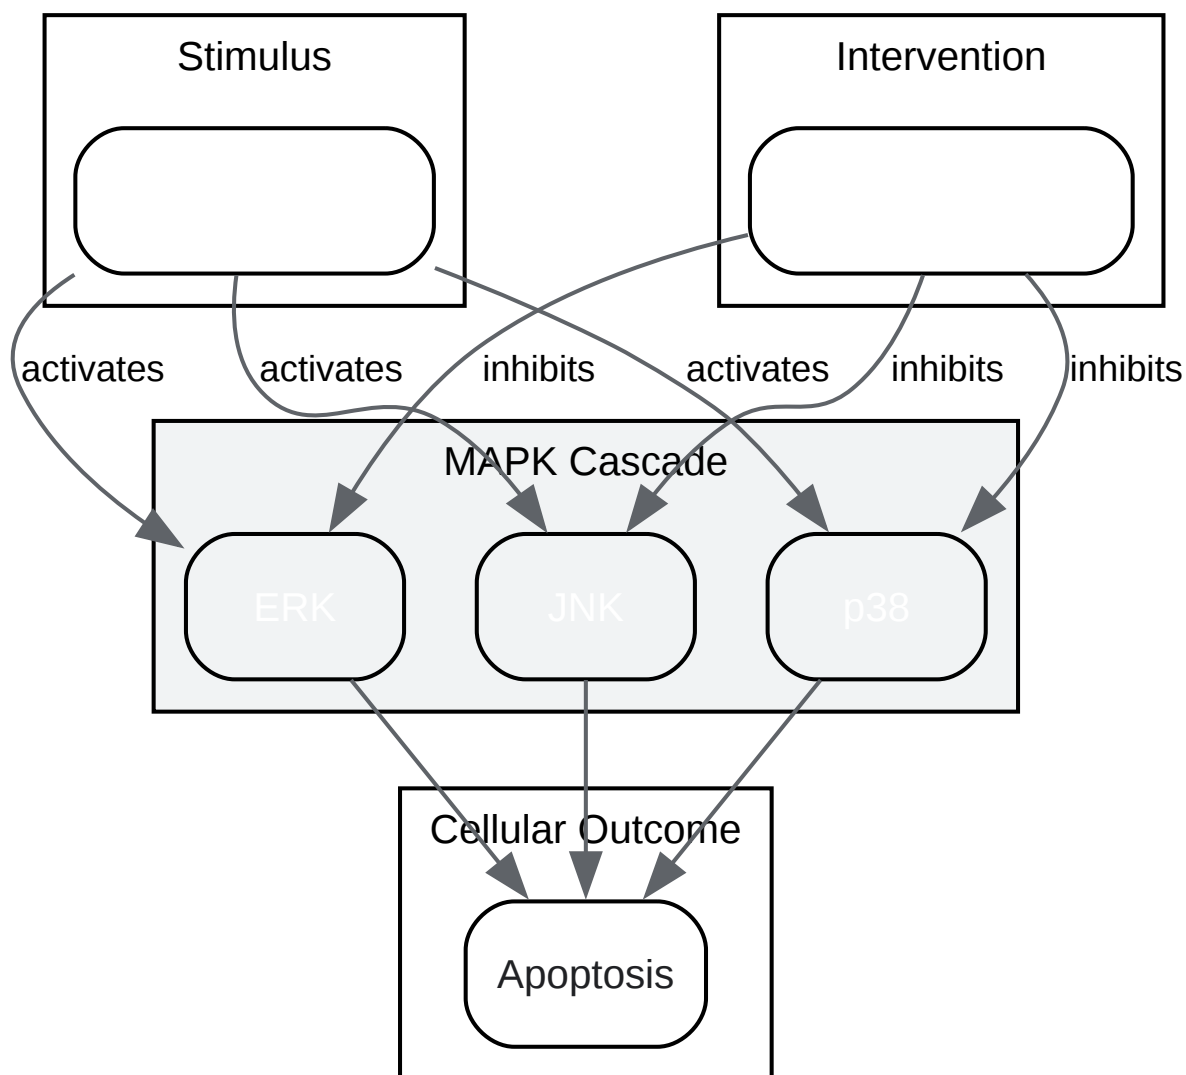 Stimulus
Intervention
activates
activates
inhibits
activates
inhibits
inhibits
MAPK Cascade
ERK
JNK
p38
Cellular Outcome
Apoptosis